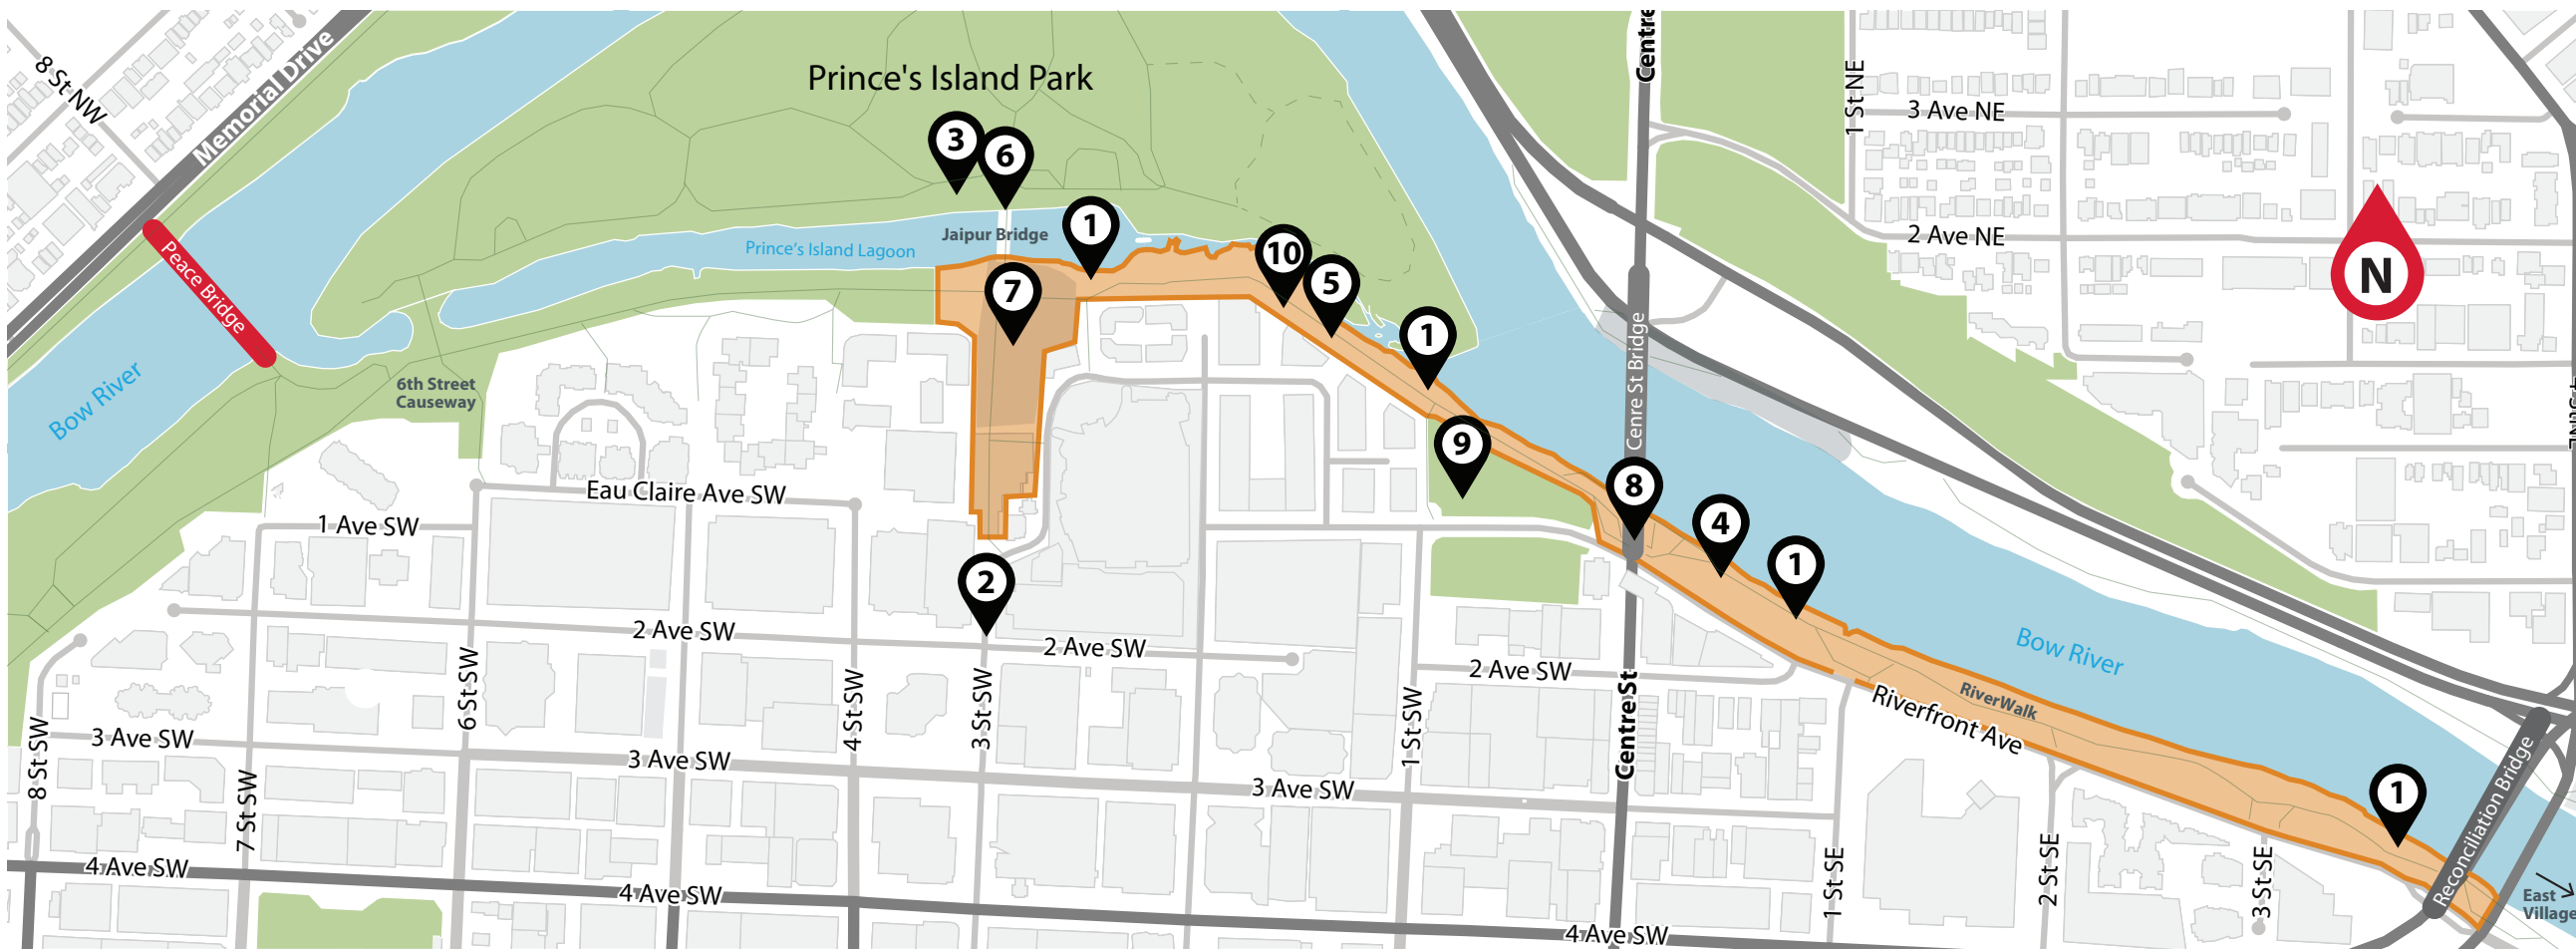 8 St NW
Memorial Drive
Prince's Island Park
Centre
1 St NE
3 Ave NE
3
6
1
2 Ave NE
Peace Bridge
Prince's Island Lagoon
Jaipur Bridge
10
5
N
7
1
Bow River
6th Street
Causeway
Cenre St Bridge
9
Eau Claire Ave SW
8
1 Ave SW
4
1
2
2 Ave SW
2 Ave SW
2 Ave SW
Bow River
RiverWalk
Riverfront Ave
6 St SW
4 St SW
3 St SW
1 St SW
Centre St
8 St SW
3 Ave SW
3 Ave SW
3 Ave SW
7 St SW
1
Reconciliation Bridge
4 Ave SW
4 Ave SW
4 Ave SW
1 St SE
2 St SE
3 St SE
East
Village